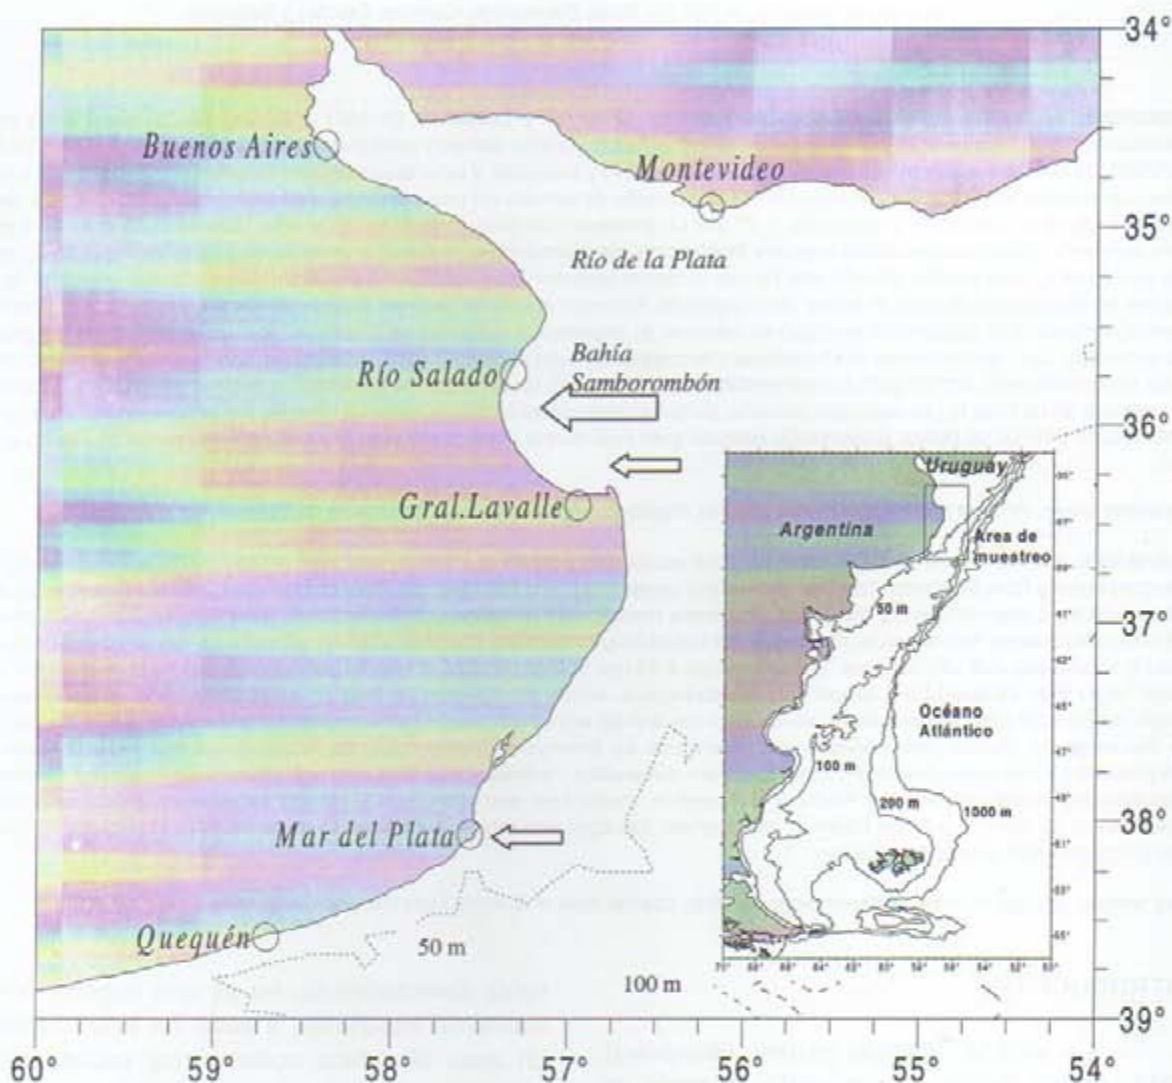 34°
Buenos Aires
Montevideo
35°
Río de la Plata
Bahía
Samborombón
Río Salado
36°
Gral.Lavalle
Uruguay
Argentina
Area de
muestreo
50 m
37°
Océano
Atlántico
100 m
200 m
1000 m
38°
Mar del Plata
Quequén
50 m
100 m
39°
60°
59°
58°
57°
56°
55°
54°